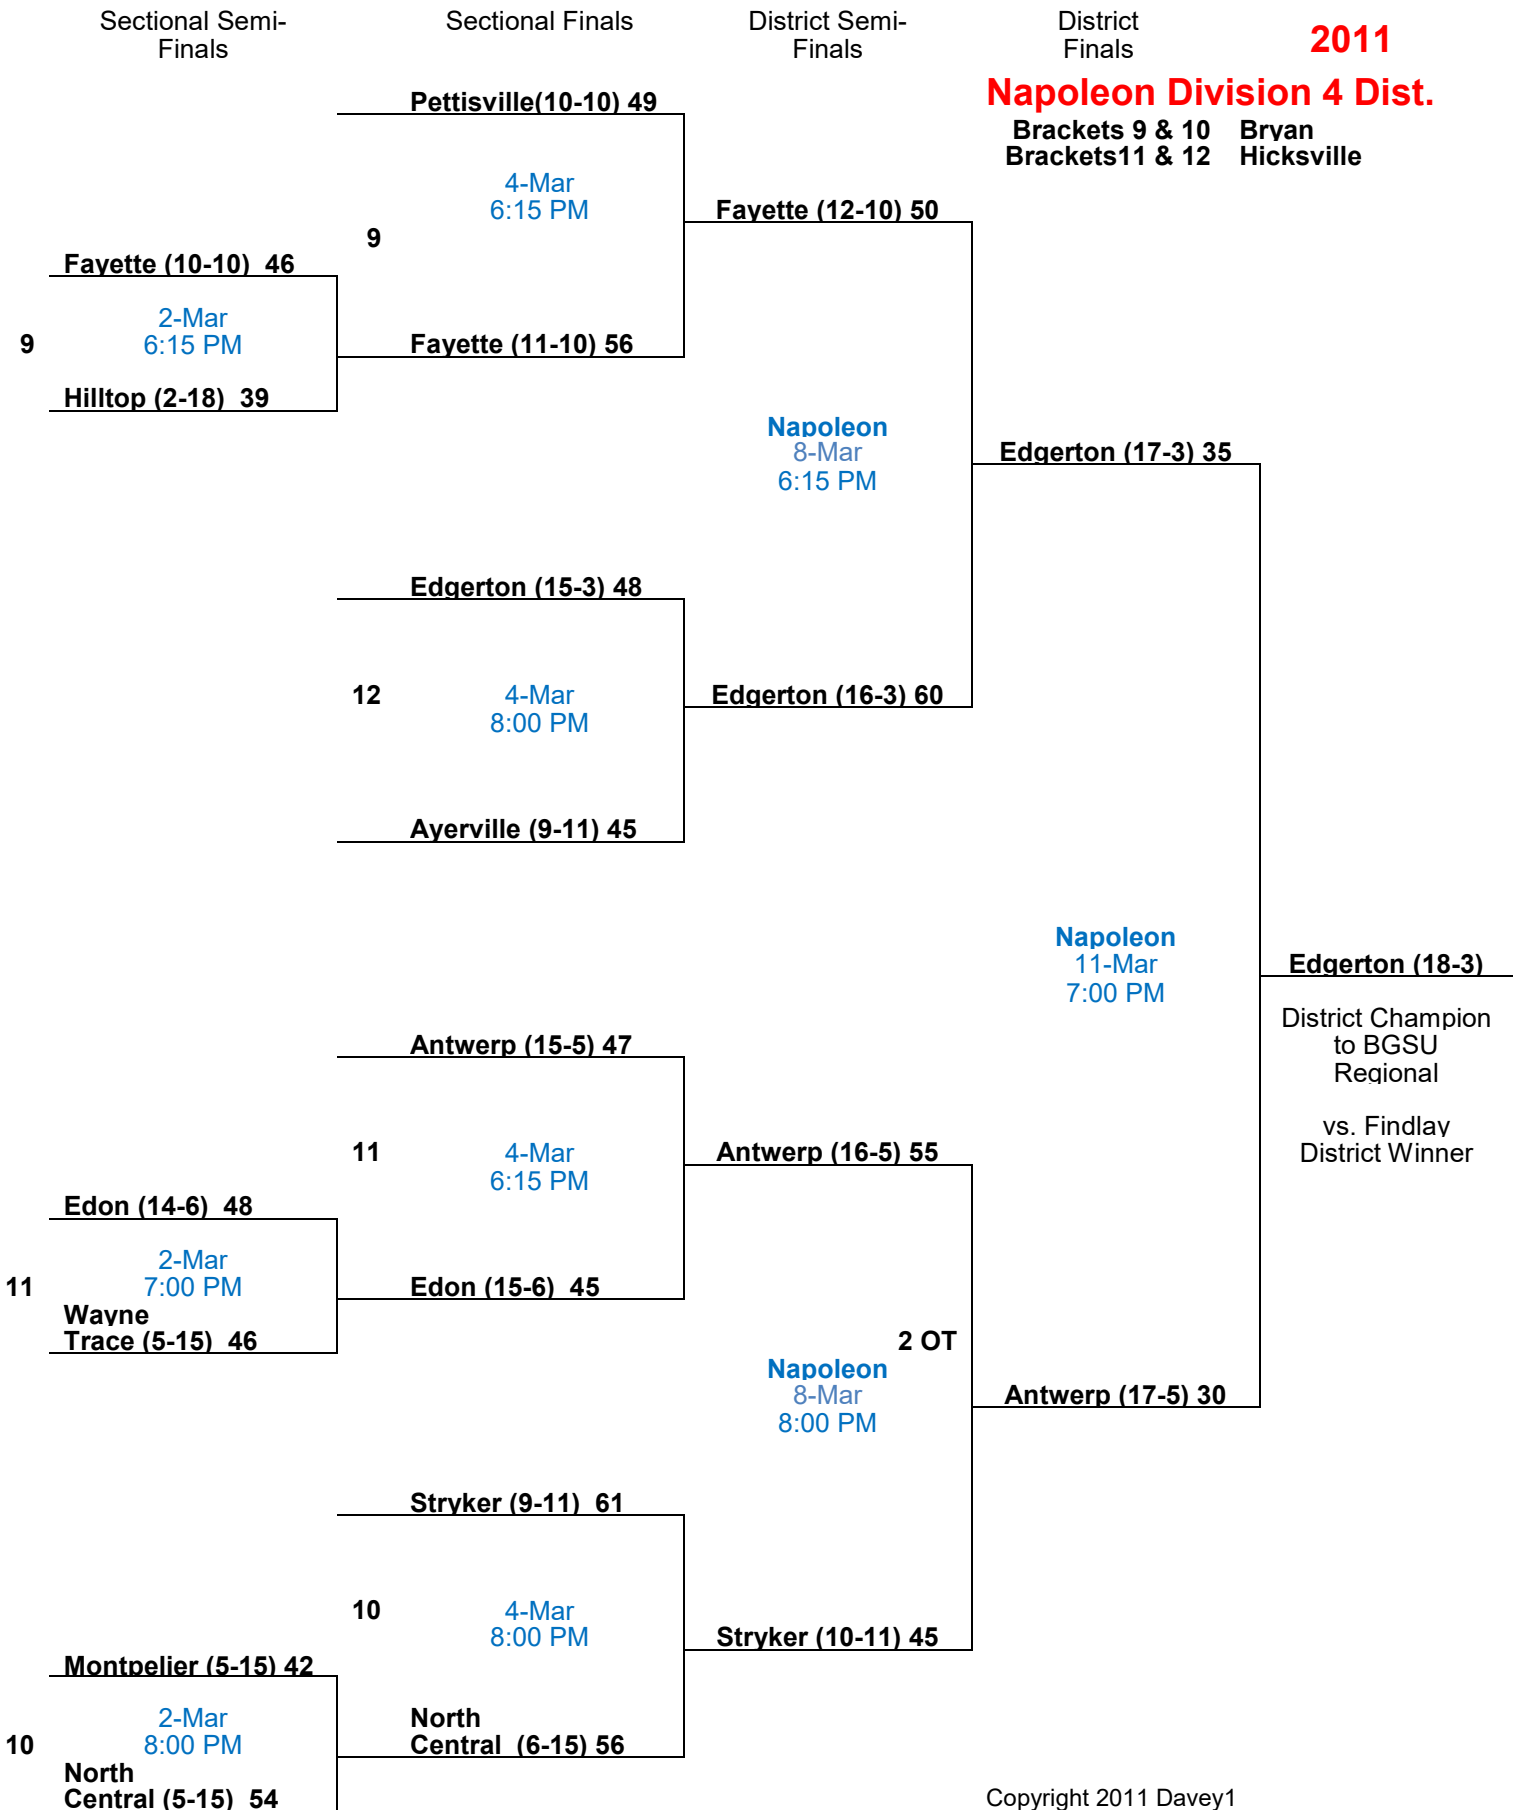 Sectional Semi-
Finals
Sectional Finals
District Semi-
Finals
District
Finals
2011
Napoleon Division 4 Dist.
Brackets 9 & 10 Bryan
Brackets11 & 12 Hicksville
Pettisville(10-10) 49
4-Mar
6:15 PM
9
Fayette (12-10) 50
Fayette (10-10) 46
2-Mar
6:15 PM
9
Fayette (11-10) 56
Hilltop (2-18) 39
Napoleon
8-Mar
6:15 PM
Edgerton (17-3) 35
Edgerton (15-3) 48
12
4-Mar
8:00 PM
Edgerton (16-3) 60
Ayerville (9-11) 45
Napoleon
11-Mar
7:00 PM
Edgerton (18-3)
District Champion
to BGSU
Regional
vs. Findlay
District Winner
Antwerp (15-5) 47
11
4-Mar
6:15 PM
Antwerp (16-5) 55
Edon (14-6) 48
2-Mar
7:00 PM
11
Edon (15-6) 45
Wayne
Trace (5-15) 46
2 OT
Napoleon
8-Mar
8:00 PM
Antwerp (17-5) 30
Stryker (9-11) 61
10
4-Mar
8:00 PM
Stryker (10-11) 45
Montpelier (5-15) 42
2-Mar
8:00 PM
10
North
Central (6-15) 56
North
Central (5-15) 54
Copyright 2011 Davey1